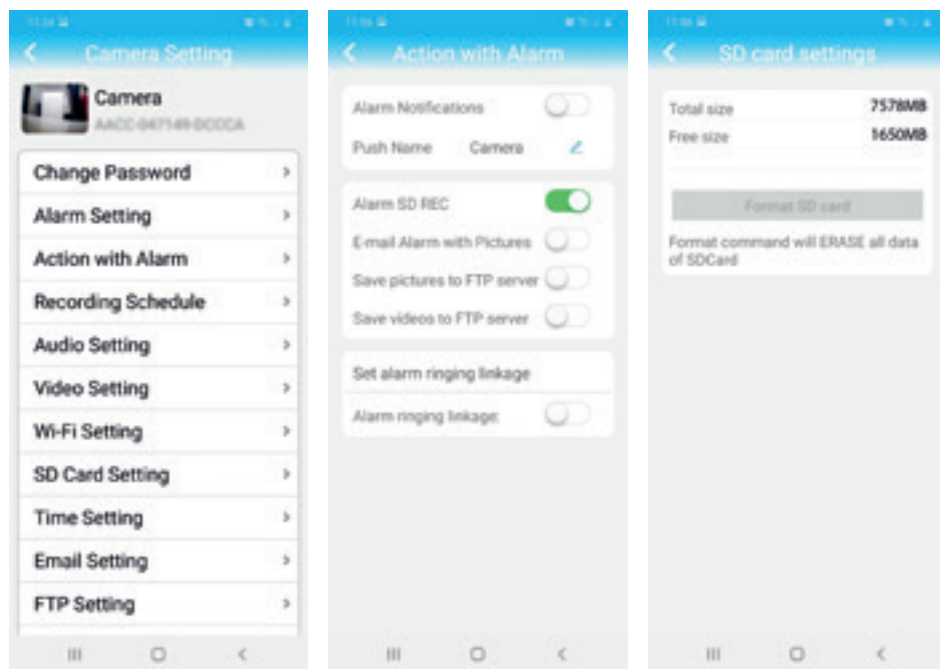 Camera Setting
Camera
AACC-047149-DCCCA
Change Password
Alarm Setting
Action with Alarm
Recording Schedule
Audio Setting
Video Setting
Wi-Fi Setting
SD Card Setting
Time Setting
Email Setting
FTP Setting
Action with Alarm
Alarm Notifications
Push Name Camera
Alarm SD REC
E-mail Alarm with Pictures
Save pictures to FTP server
Save videos to FTP server
Set alarm ringing linkage
Alarm ringing linkage:
SD card settings
Total size 7578MB
Free size 1650MB
Format SD card
Format command will ERASE all data
of SDCard